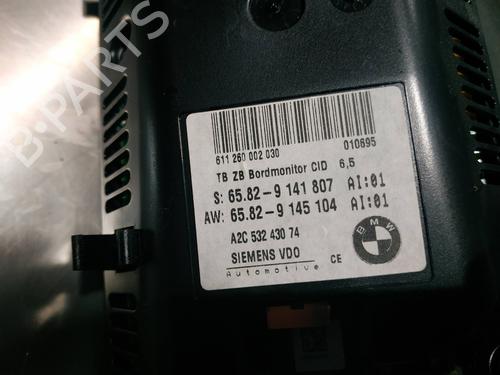 B-PARTS
611 260 002 030 010695
TB ZB Bordmonitor CID 6,5
S: 65.82-9 141 807 AI:01
AW: 65.82-9 145 104 AI:01
A2C 532 430 74
BMW
SIEMENS VDO CE
Automotive